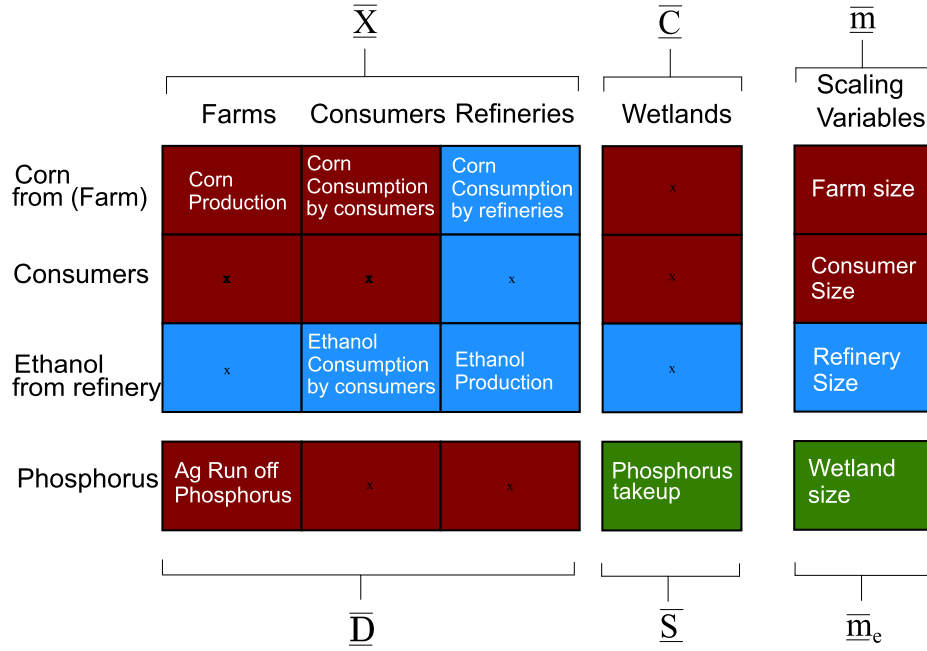 X
C
m
Farms
Consumers
Refineries
Wetlands
Scaling
Variables
Corn
from (Farm)
Corn
Production
Corn
Consumption
by consumers
Corn
Consumption
by refineries
x
Farm size
Consumers
x
x
x
x
Consumer
Size
Ethanol
from refinery
x
Ethanol
Consumption
by consumers
Ethanol
Production
x
Refinery
Size
Phosphorus
Ag Run off
Phosphorus
x
x
Phosphorus
takeup
Wetland
size
D
S
me